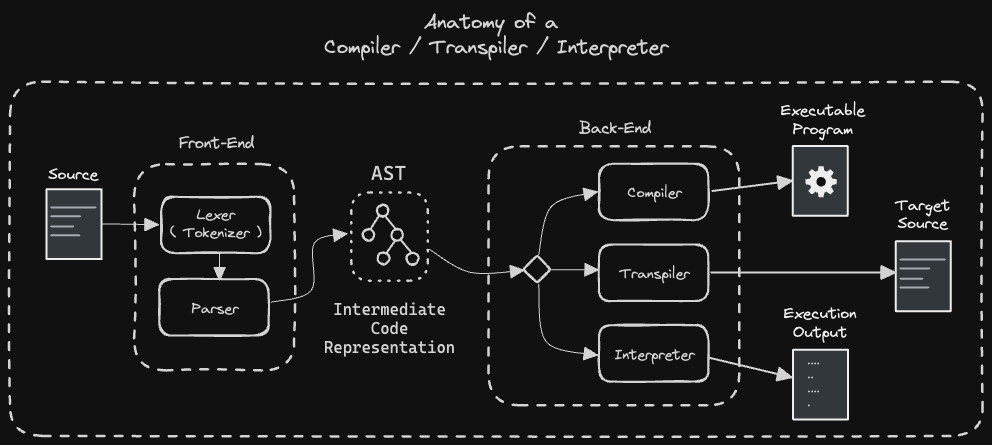 Anatomy of a
Compiler / Transpiler / Interpreter
Source
Front-End
Lexer
( Tokenizer )
Parser
AST
Intermediate
Code
Representation
Back-End
Compiler
Transpiler
Interpreter
Executable
Program
Target
Source
Execution
Output